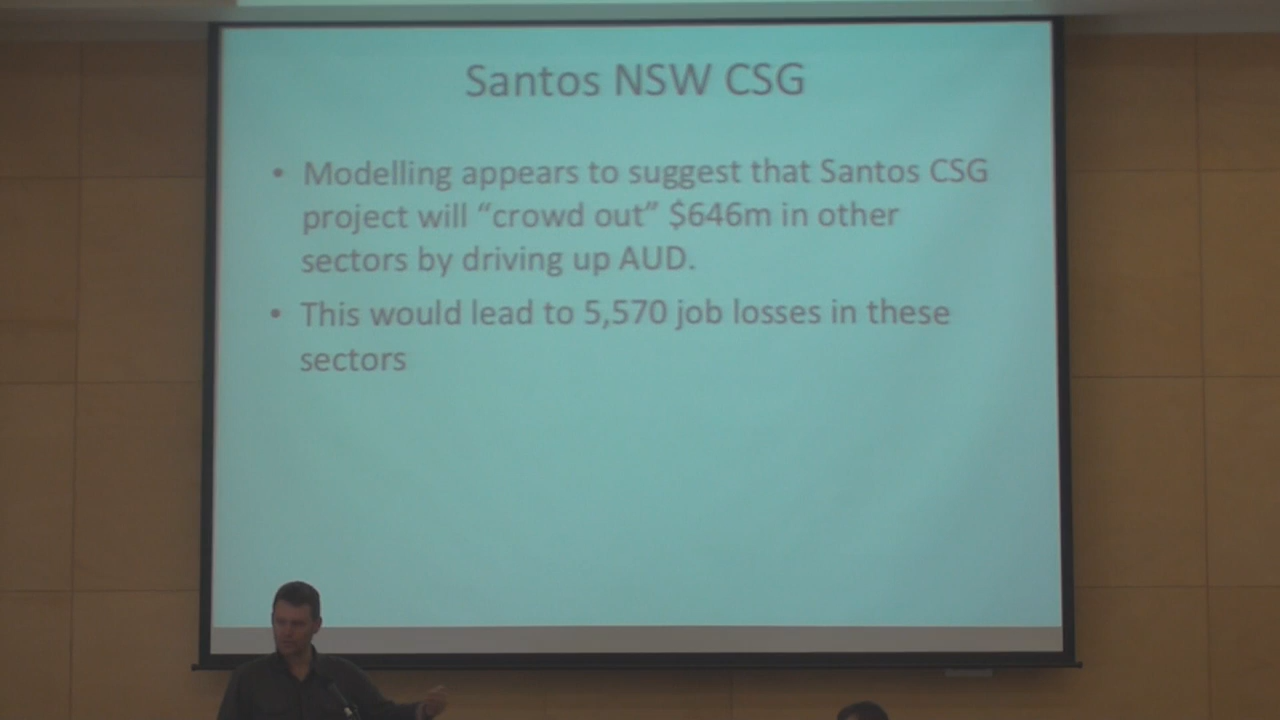 Santos NSW CSG
• Modelling appears to suggest that Santos CSG
project will “crowd out” $646m in other
sectors by driving up AUD.
• This would lead to 5,570 job losses in these
sectors